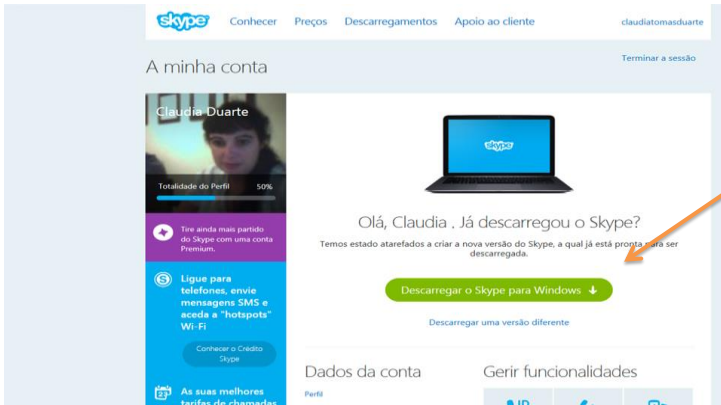 skype Conhecer Preços Descarregamentos Apoio ao cliente claudiatomasduarte
A minha conta
Terminar a sessão
Claudia Duarte
Totalidade do Perfil 50%
Tire ainda mais partido
do Skype com uma conta
Premium.
Ligue para
telefones, envie
mensagens SMS e
aceda a "hotspots"
Wi-Fi
Conhecer o Crédito
Skype
As suas melhores
tarifas de chamadas
skype
Olá, Claudia . Já descarregou o Skype?
Temos estado atarefados a criar a nova versão do Skype, a qual já está pronta para ser
descarregada.
Descarregar o Skype para Windows
Descarregar uma versão diferente
Dados da conta
Perfil
Gerir funcionalidades